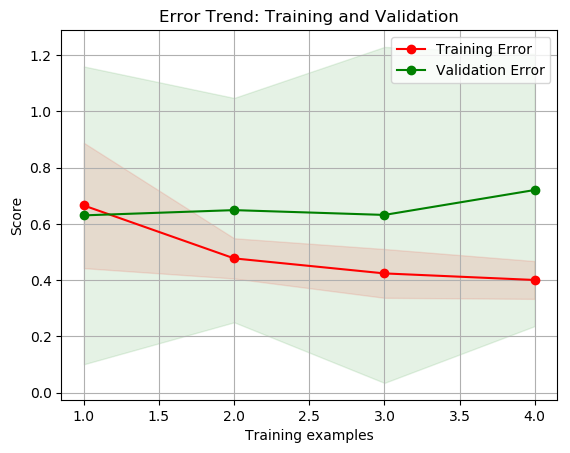 Error Trend: Training and Validation
Training Error
Validation Error
Score
1.2
1.0
0.8
0.6
0.4
0.2
0.0
1.0 1.5 2.0 2.5 3.0 3.5 4.0
Training examples